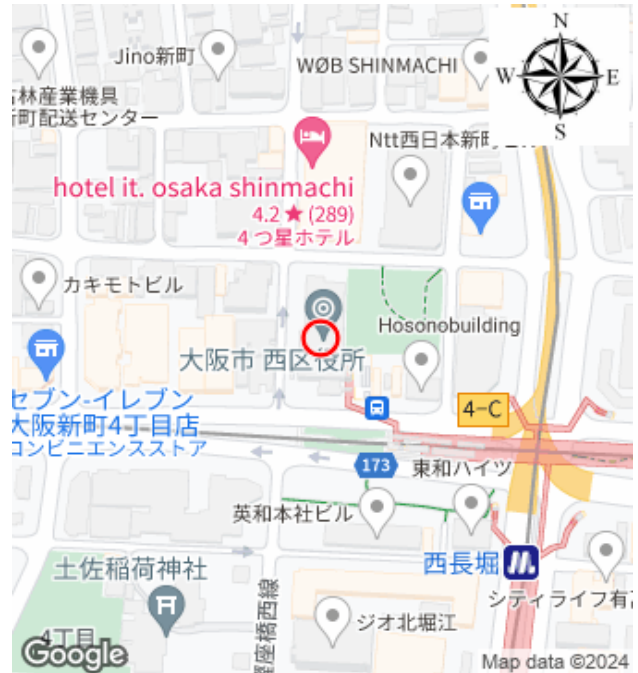 N
W
E
S
Jino新町
WØB SHINMACHI
林産業機具
町配送センター
Ntt西日本新町
hotel it. osaka shinmachi
4.2 ★ (289)
4 つ星ホテル
カキモトビル
Hosonobuilding
大阪市 西区役所
セブン-イレブン
大阪新町4丁目店
コンビニエンスストア
4-C
173
東和ハイツ
英和本社ビル
西長堀
土佐稲荷神社
シティライフ有
ジオ北堀江
座橋西線
4丁目
Google
Map data ©2024